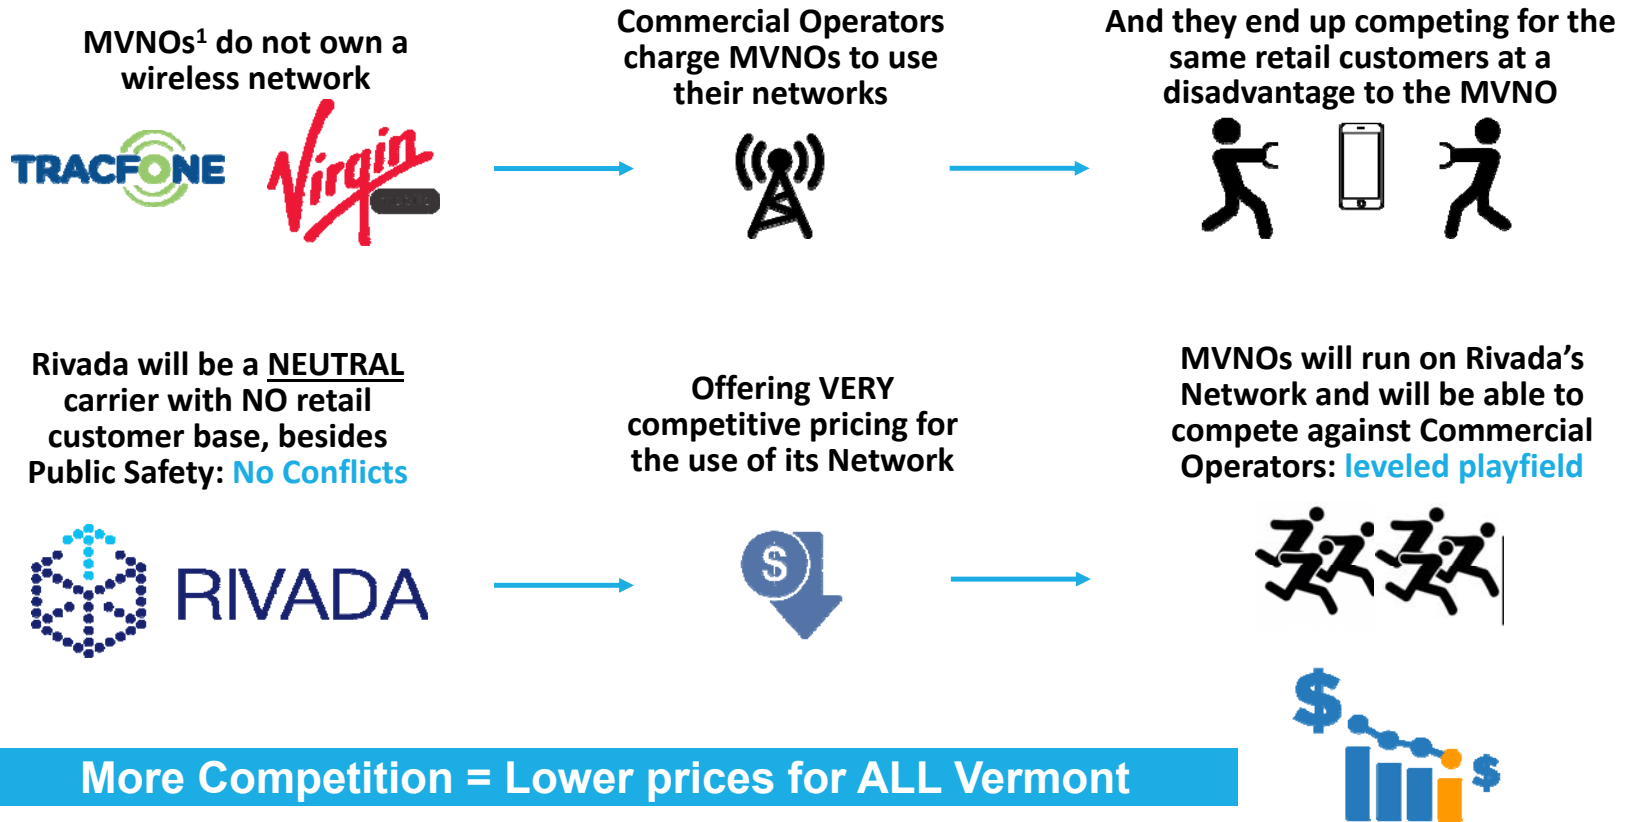 MVNOs¹ do not own a
wireless network
Commercial Operators
charge MVNOs to use
their networks
And they end up competing for the
same retail customers at a
disadvantage to the MVNO
TRACFONE
Virgin
Rivada will be a NEUTRAL
carrier with NO retail
customer base, besides
Public Safety: No Conflicts
Offering VERY
competitive pricing for
the use of its Network
MVNOs will run on Rivada’s
Network and will be able to
compete against Commercial
Operators: leveled playfield
RIVADA
$
$
$
More Competition = Lower prices for ALL Vermont